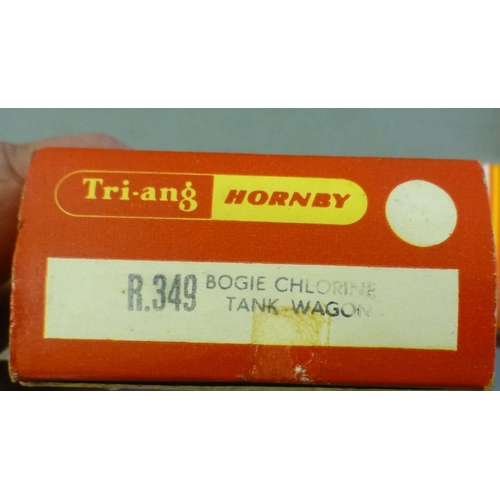 Tri-ang HORNBY
R.349 BOGIE CHLORINE
TANK WAGON